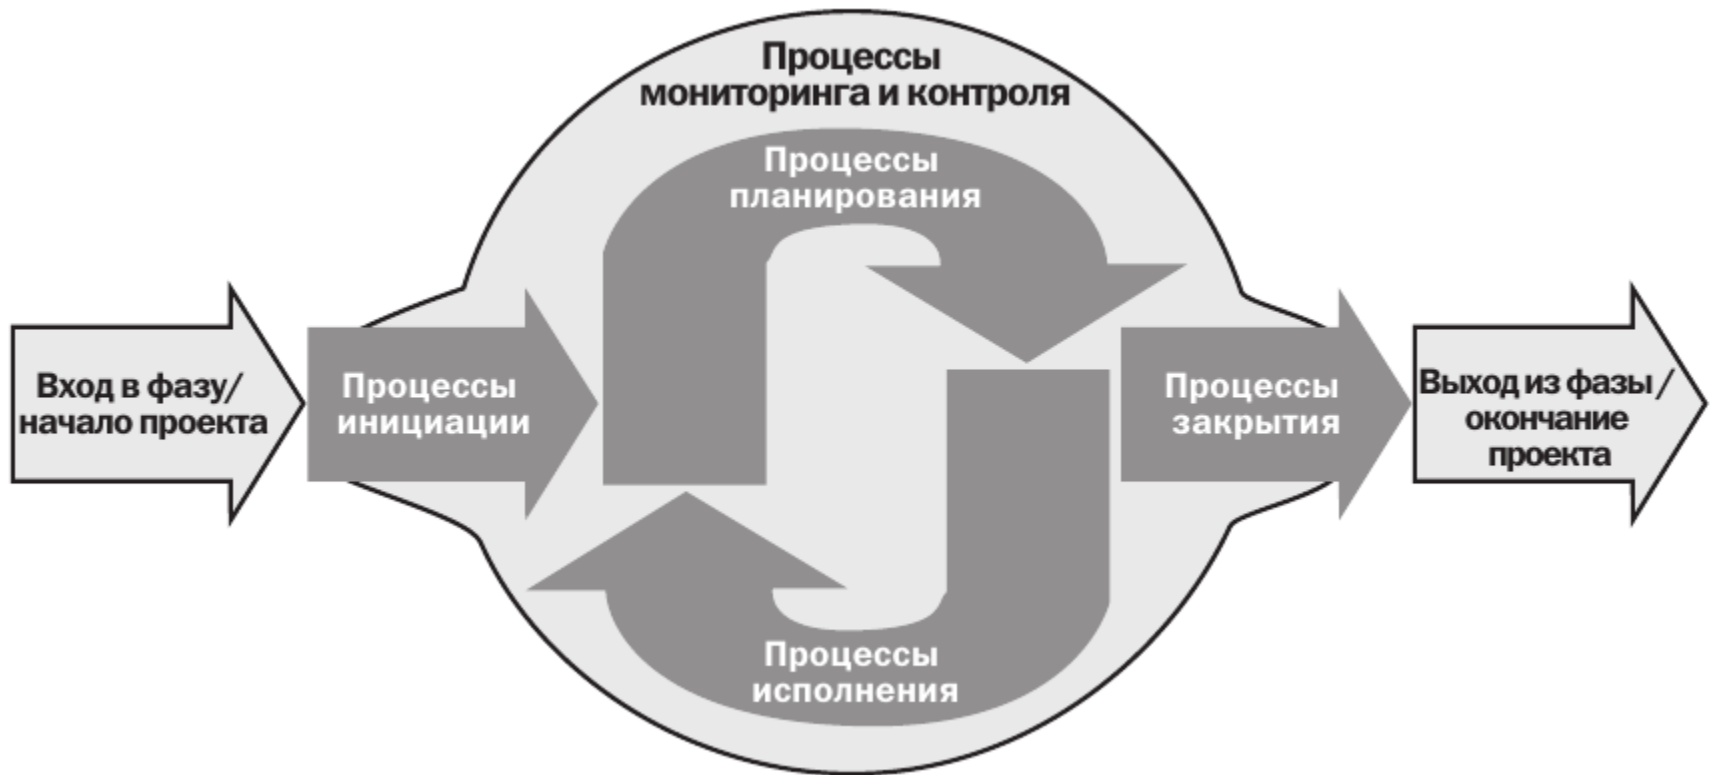 Процессы
мониторинга и контроля
Процессы
планирования
Вход в фазу/
начало проекта
Процессы
инициации
Процессы
закрытия
Выход из фазы /
окончание
проекта
Процессы
исполнения